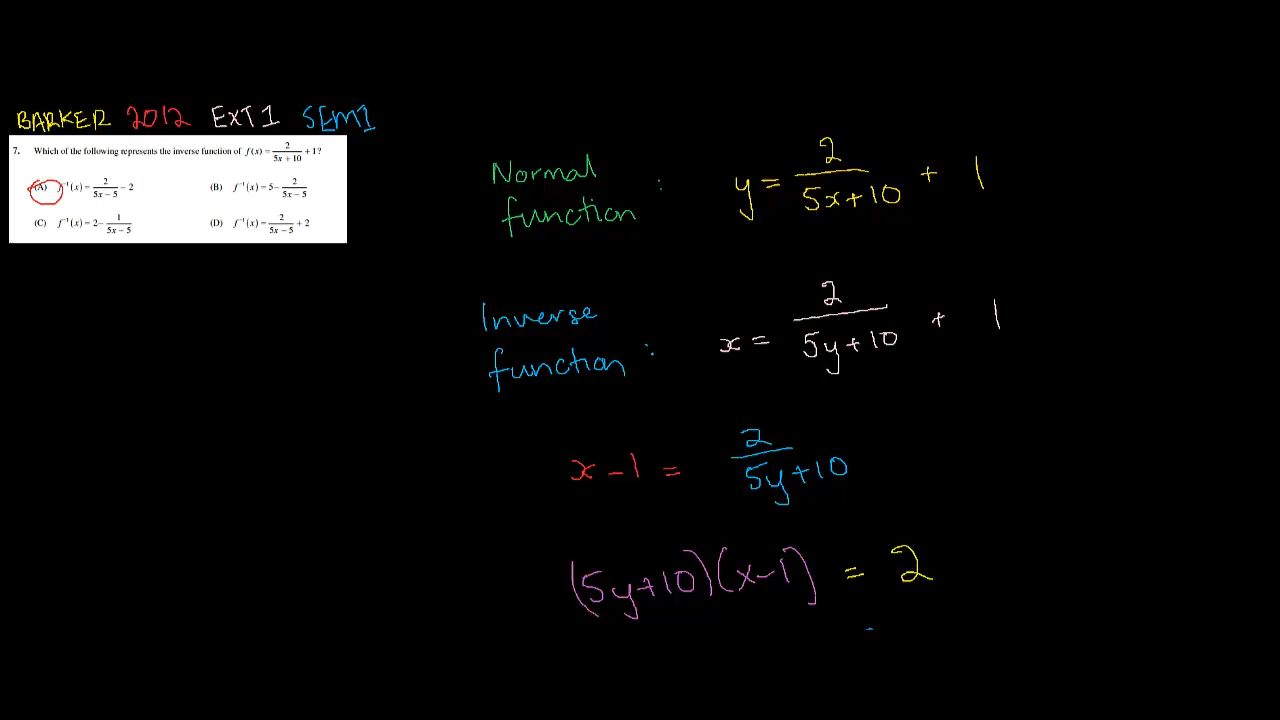 BARKER 2012 EXT1 SEM1
7. Which of the following represents the inverse function of f(x) = 2/(5x + 10) + 1?
(A) f⁻¹(x) = 2/(5x − 5) − 2 (B) f⁻¹(x) = 5 − 2/(5x − 5)
(C) f⁻¹(x) = 2 − 1/(5x − 5) (D) f⁻¹(x) = 2/(5x − 5) + 2
Normal
function : y = 2/(5x+10) + 1
Inverse
function : x = 2/(5y+10) + 1
x − 1 = 2/(5y+10)
(5y+10)(x−1) = 2